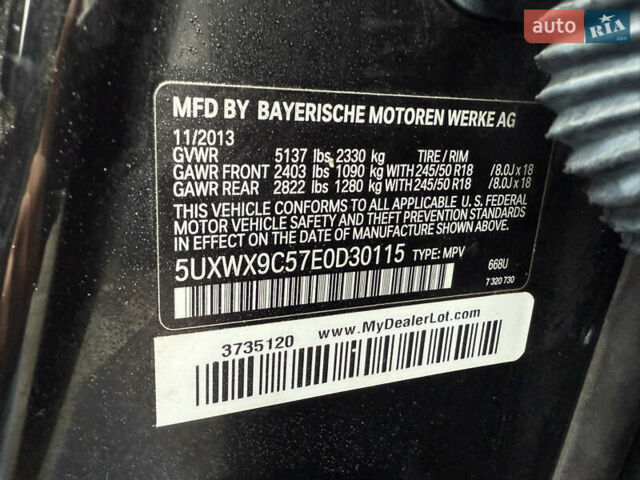 auto RIA.com
MFD BY BAYERISCHE MOTOREN WERKE AG
11/2013
GVWR 5137 lbs 2330 kg TIRE / RIM
GAWR FRONT 2403 lbs 1090 kg WITH 245/50 R18 /8.0J x 18
GAWR REAR 2822 lbs 1280 kg WITH 245/50 R18 /8.0J x 18
THIS VEHICLE CONFORMS TO ALL APPLICABLE U. S. FEDERAL
MOTOR VEHICLE SAFETY AND THEFT PREVENTION STANDARDS
IN EFFECT ON THE DATE OF MANUFACTURE SHOWN ABOVE.
5UXWX9C57E0D30115 TYPE: MPV
668U
7 320 730
3735120 www.MyDealerLot.com